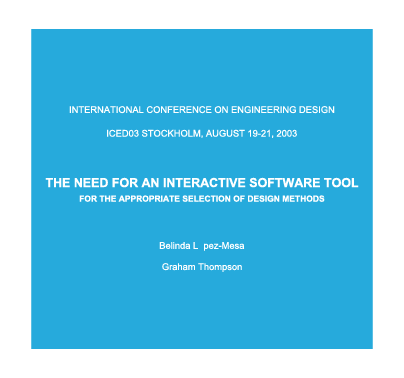 INTERNATIONAL CONFERENCE ON ENGINEERING DESIGN
ICED03 STOCKHOLM, AUGUST 19-21, 2003
THE NEED FOR AN INTERACTIVE SOFTWARE TOOL
FOR THE APPROPRIATE SELECTION OF DESIGN METHODS
Belinda L pez-Mesa
Graham Thompson